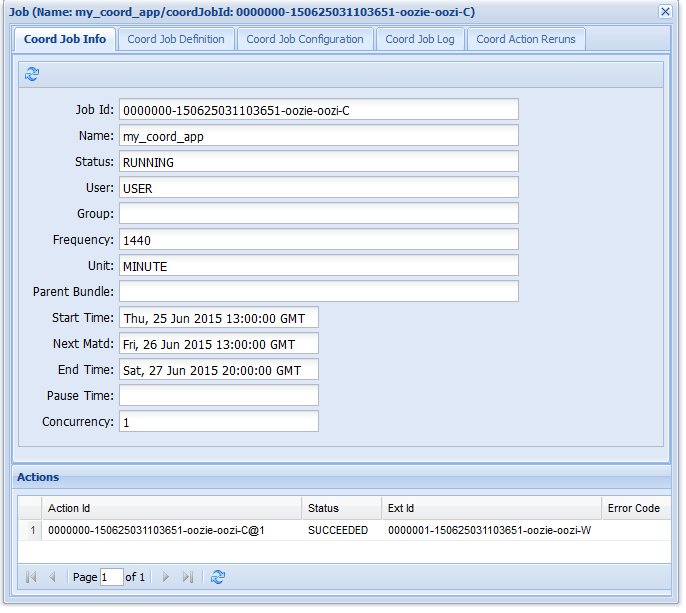 Job (Name: my_coord_app/coordJobId: 0000000-150625031103651-oozie-oozi-C)
Coord Job Info Coord Job Definition Coord Job Configuration Coord Job Log Coord Action Reruns
Job Id: 0000000-150625031103651-oozie-oozi-C
Name: my_coord_app
Status: RUNNING
User: USER
Group:
Frequency: 1440
Unit: MINUTE
Parent Bundle:
Start Time: Thu, 25 Jun 2015 13:00:00 GMT
Next Matd: Fri, 26 Jun 2015 13:00:00 GMT
End Time: Sat, 27 Jun 2015 20:00:00 GMT
Pause Time:
Concurrency: 1
Actions
Action Id Status Ext Id Error Code
1 0000000-150625031103651-oozie-oozi-C@1 SUCCEEDED 0000001-150625031103651-oozie-oozi-W
Page 1 of 1